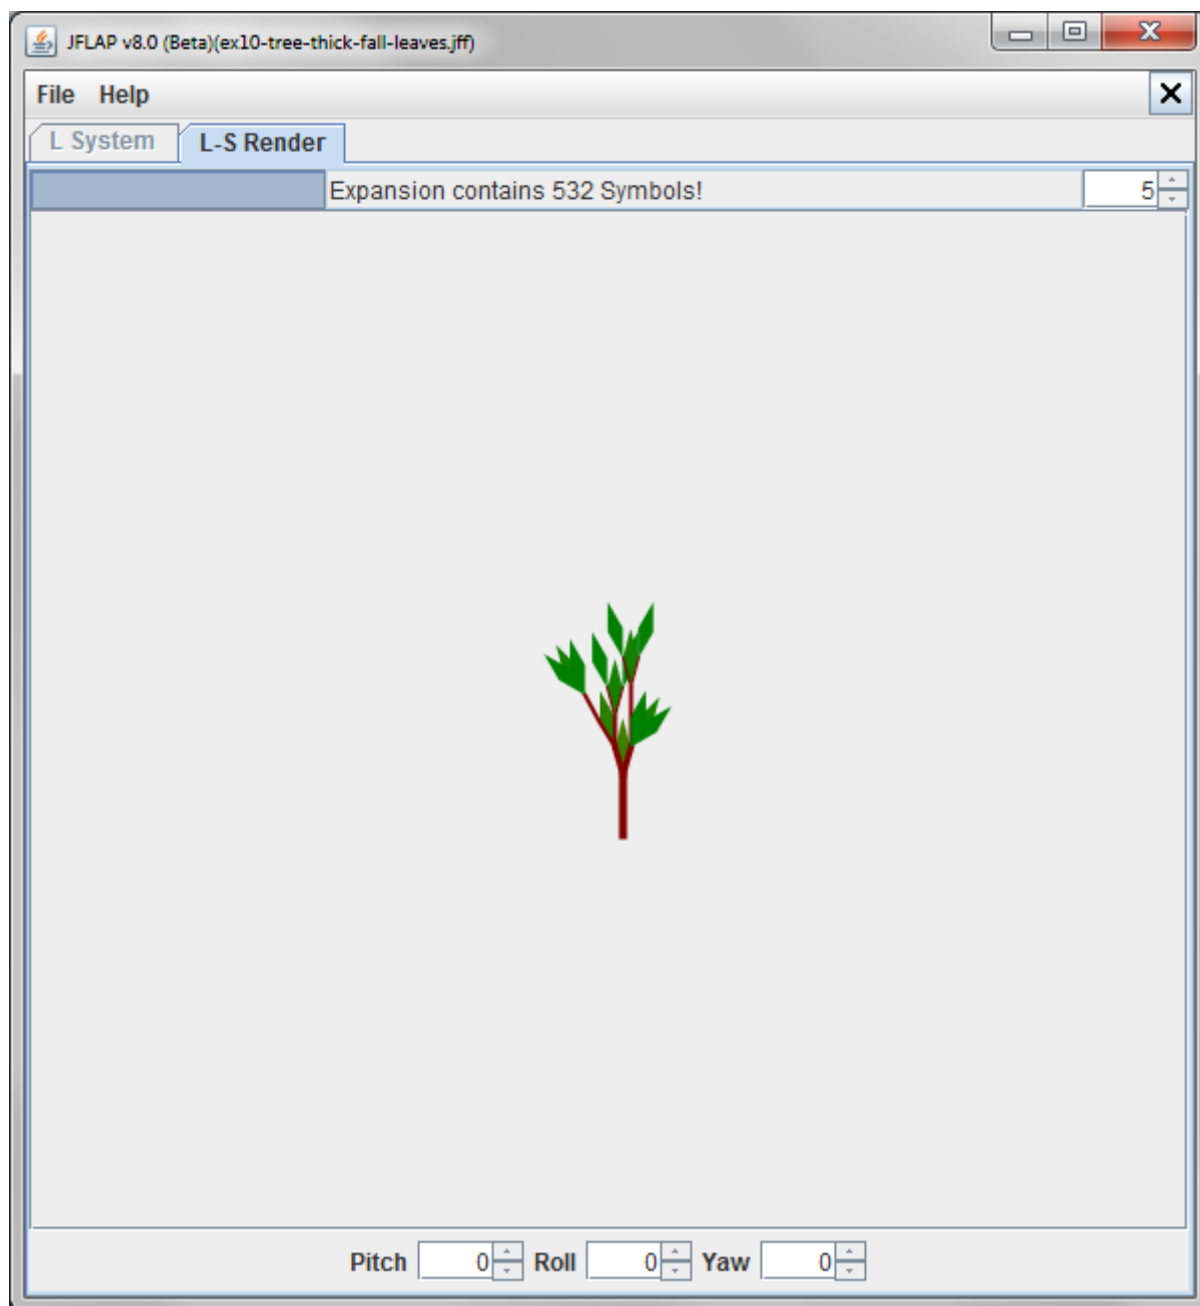 JFLAP v8.0 (Beta)(ex10-tree-thick-fall-leaves.jff)
File Help
L System L-S Render
Expansion contains 532 Symbols! 5
Pitch 0 Roll 0 Yaw 0